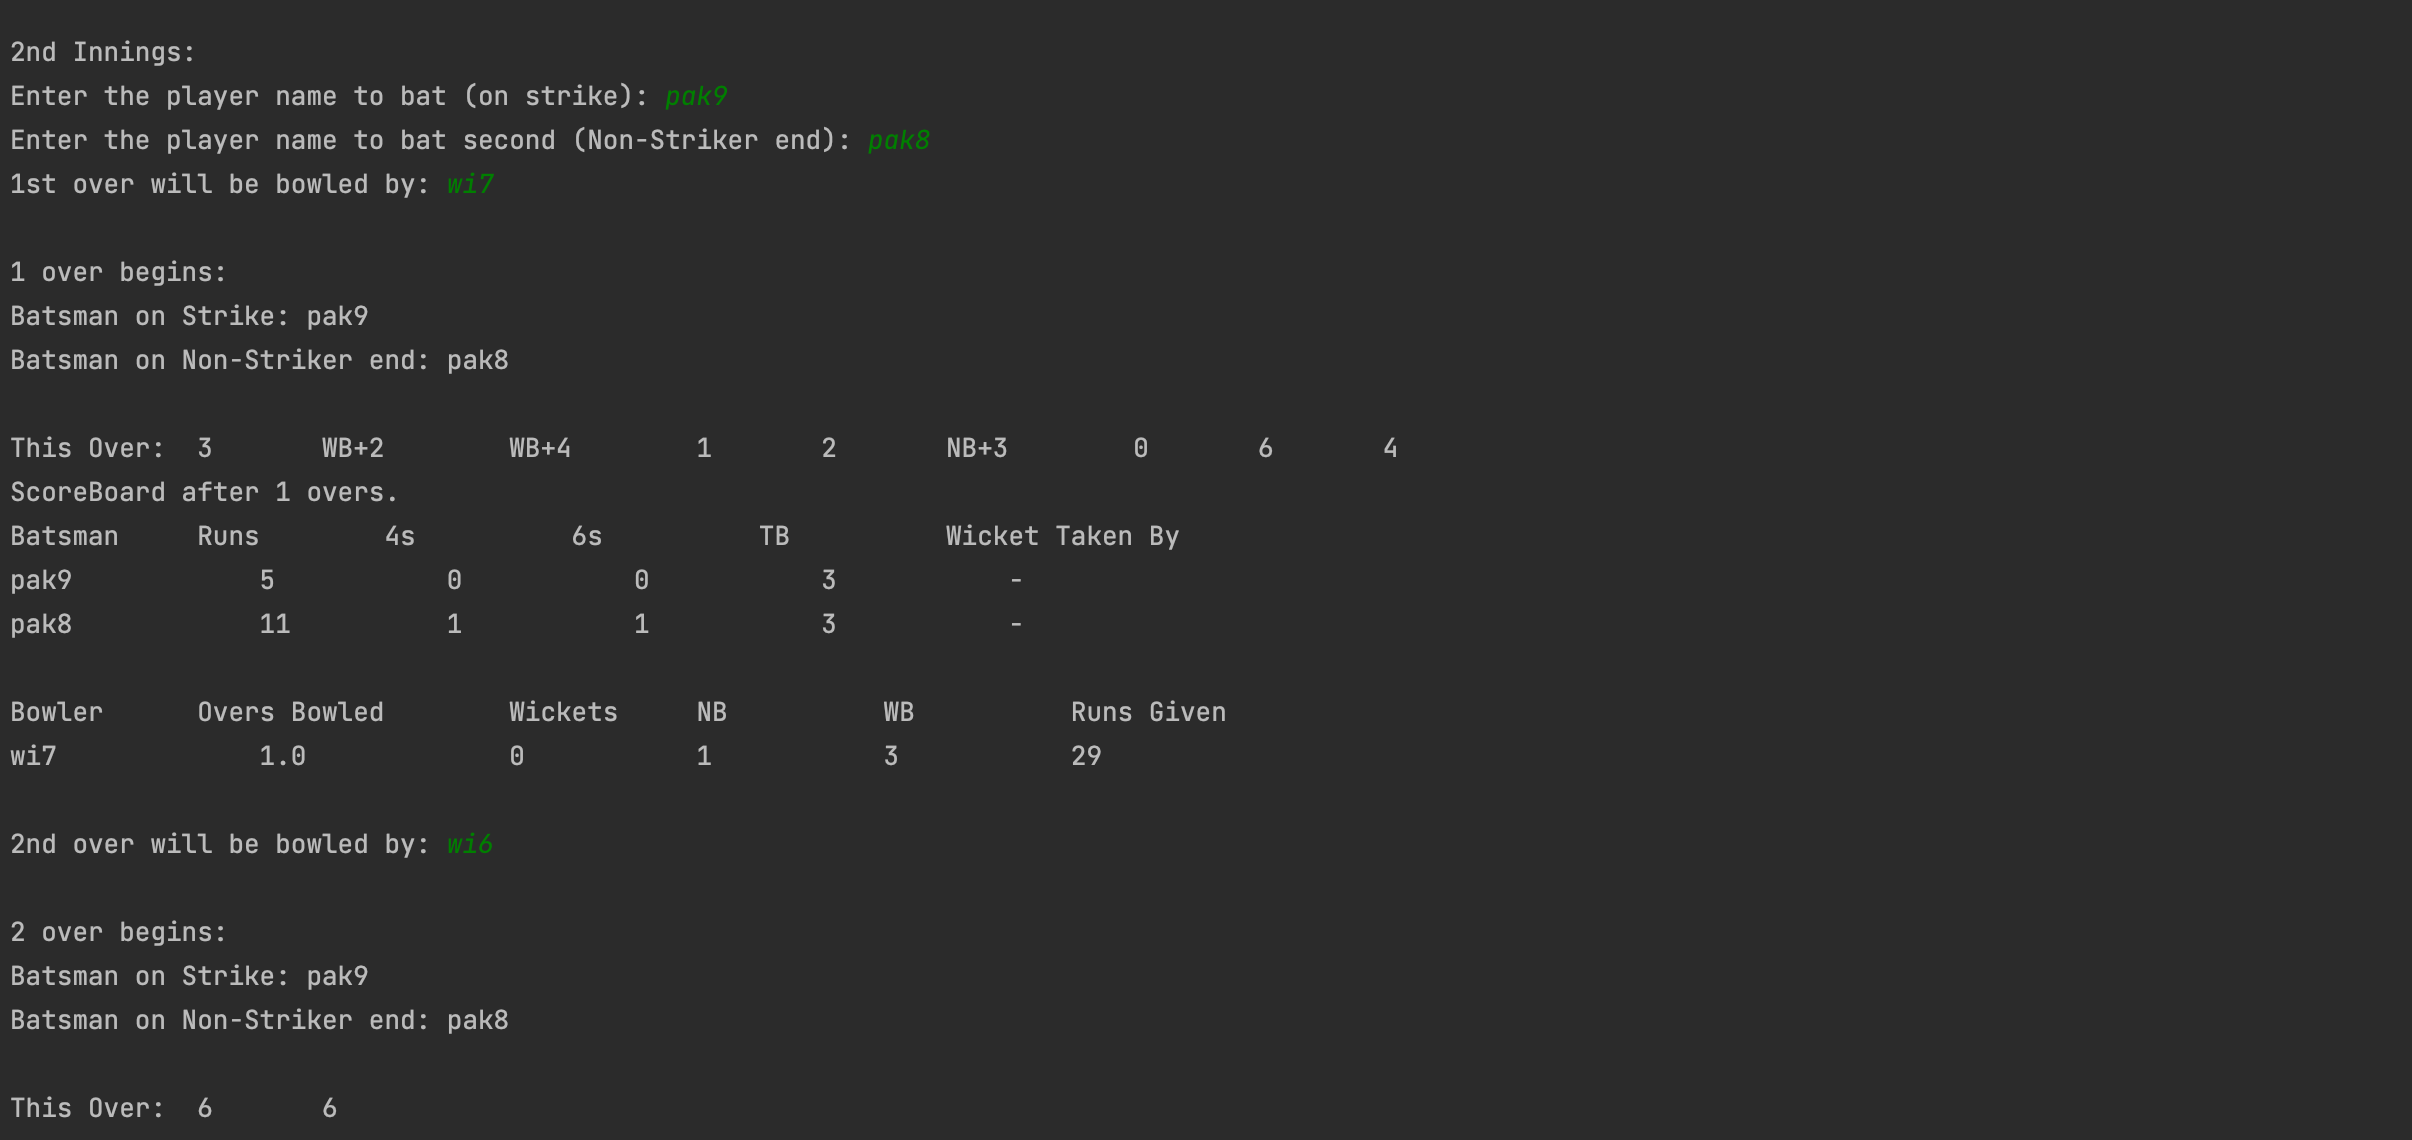 2nd Innings:
Enter the player name to bat (on strike): pak9
Enter the player name to bat second (Non-Striker end): pak8
1st over will be bowled by: wi7
1 over begins:
Batsman on Strike: pak9
Batsman on Non-Striker end: pak8
This Over: 3 WB+2 WB+4 1 2 NB+3 0 6 4
ScoreBoard after 1 overs.
Batsman Runs 4s 6s TB Wicket Taken By
pak9 5 0 0 3 -
pak8 11 1 1 3 -
Bowler Overs Bowled Wickets NB WB Runs Given
wi7 1.0 0 1 3 29
2nd over will be bowled by: wi6
2 over begins:
Batsman on Strike: pak9
Batsman on Non-Striker end: pak8
This Over: 6 6